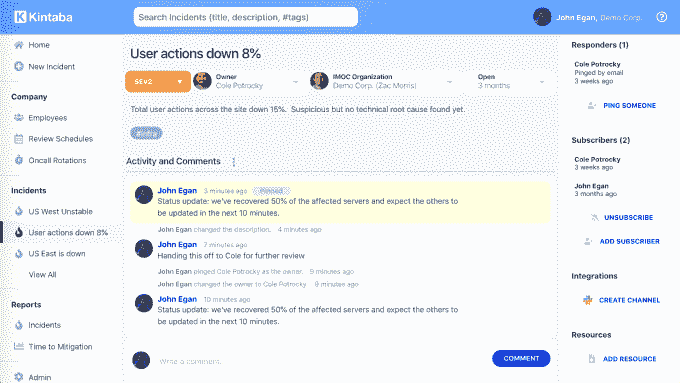 Kintaba
Search Incidents (title, description, #tags)
John Egan, Demo Corp.
Home
New Incident
Company
Employees
Review Schedules
Oncall Rotations
Incidents
US West Unstable
User actions down 8%
US East is down
View All
Reports
Incidents
Time to Mitigation
Admin
User actions down 8%
SEV2
Owner
Cole Potrocky
IMOC Organization
Demo Corp. (Zac Morris)
Open
3 months
Total user actions across the site down 15%. Suspicious but no technical root cause found yet.
Activity and Comments
John Egan 3 minutes ago Pinned
Status update: we've recovered 50% of the affected servers and expect the others to
be updated in the next 10 minutes.
John Egan changed the description. 4 minutes ago
John Egan 7 minutes ago
Handing this off to Cole for further review
John Egan pinged Cole Potrocky as the owner. 9 minutes ago
John Egan changed the owner to Cole Potrocky 9 minutes ago
John Egan 10 minutes ago
Status update: we've recovered 50% of the affected servers and expect the others to
be updated in the next 10 minutes.
Write a comment.
COMMENT
Responders (1)
Cole Potrocky
Pinged by email
3 weeks ago
PING SOMEONE
Subscribers (2)
Cole Potrocky
3 weeks ago
John Egan
3 months ago
UNSUBSCRIBE
ADD SUBSCRIBER
Integrations
CREATE CHANNEL
Resources
ADD RESOURCE